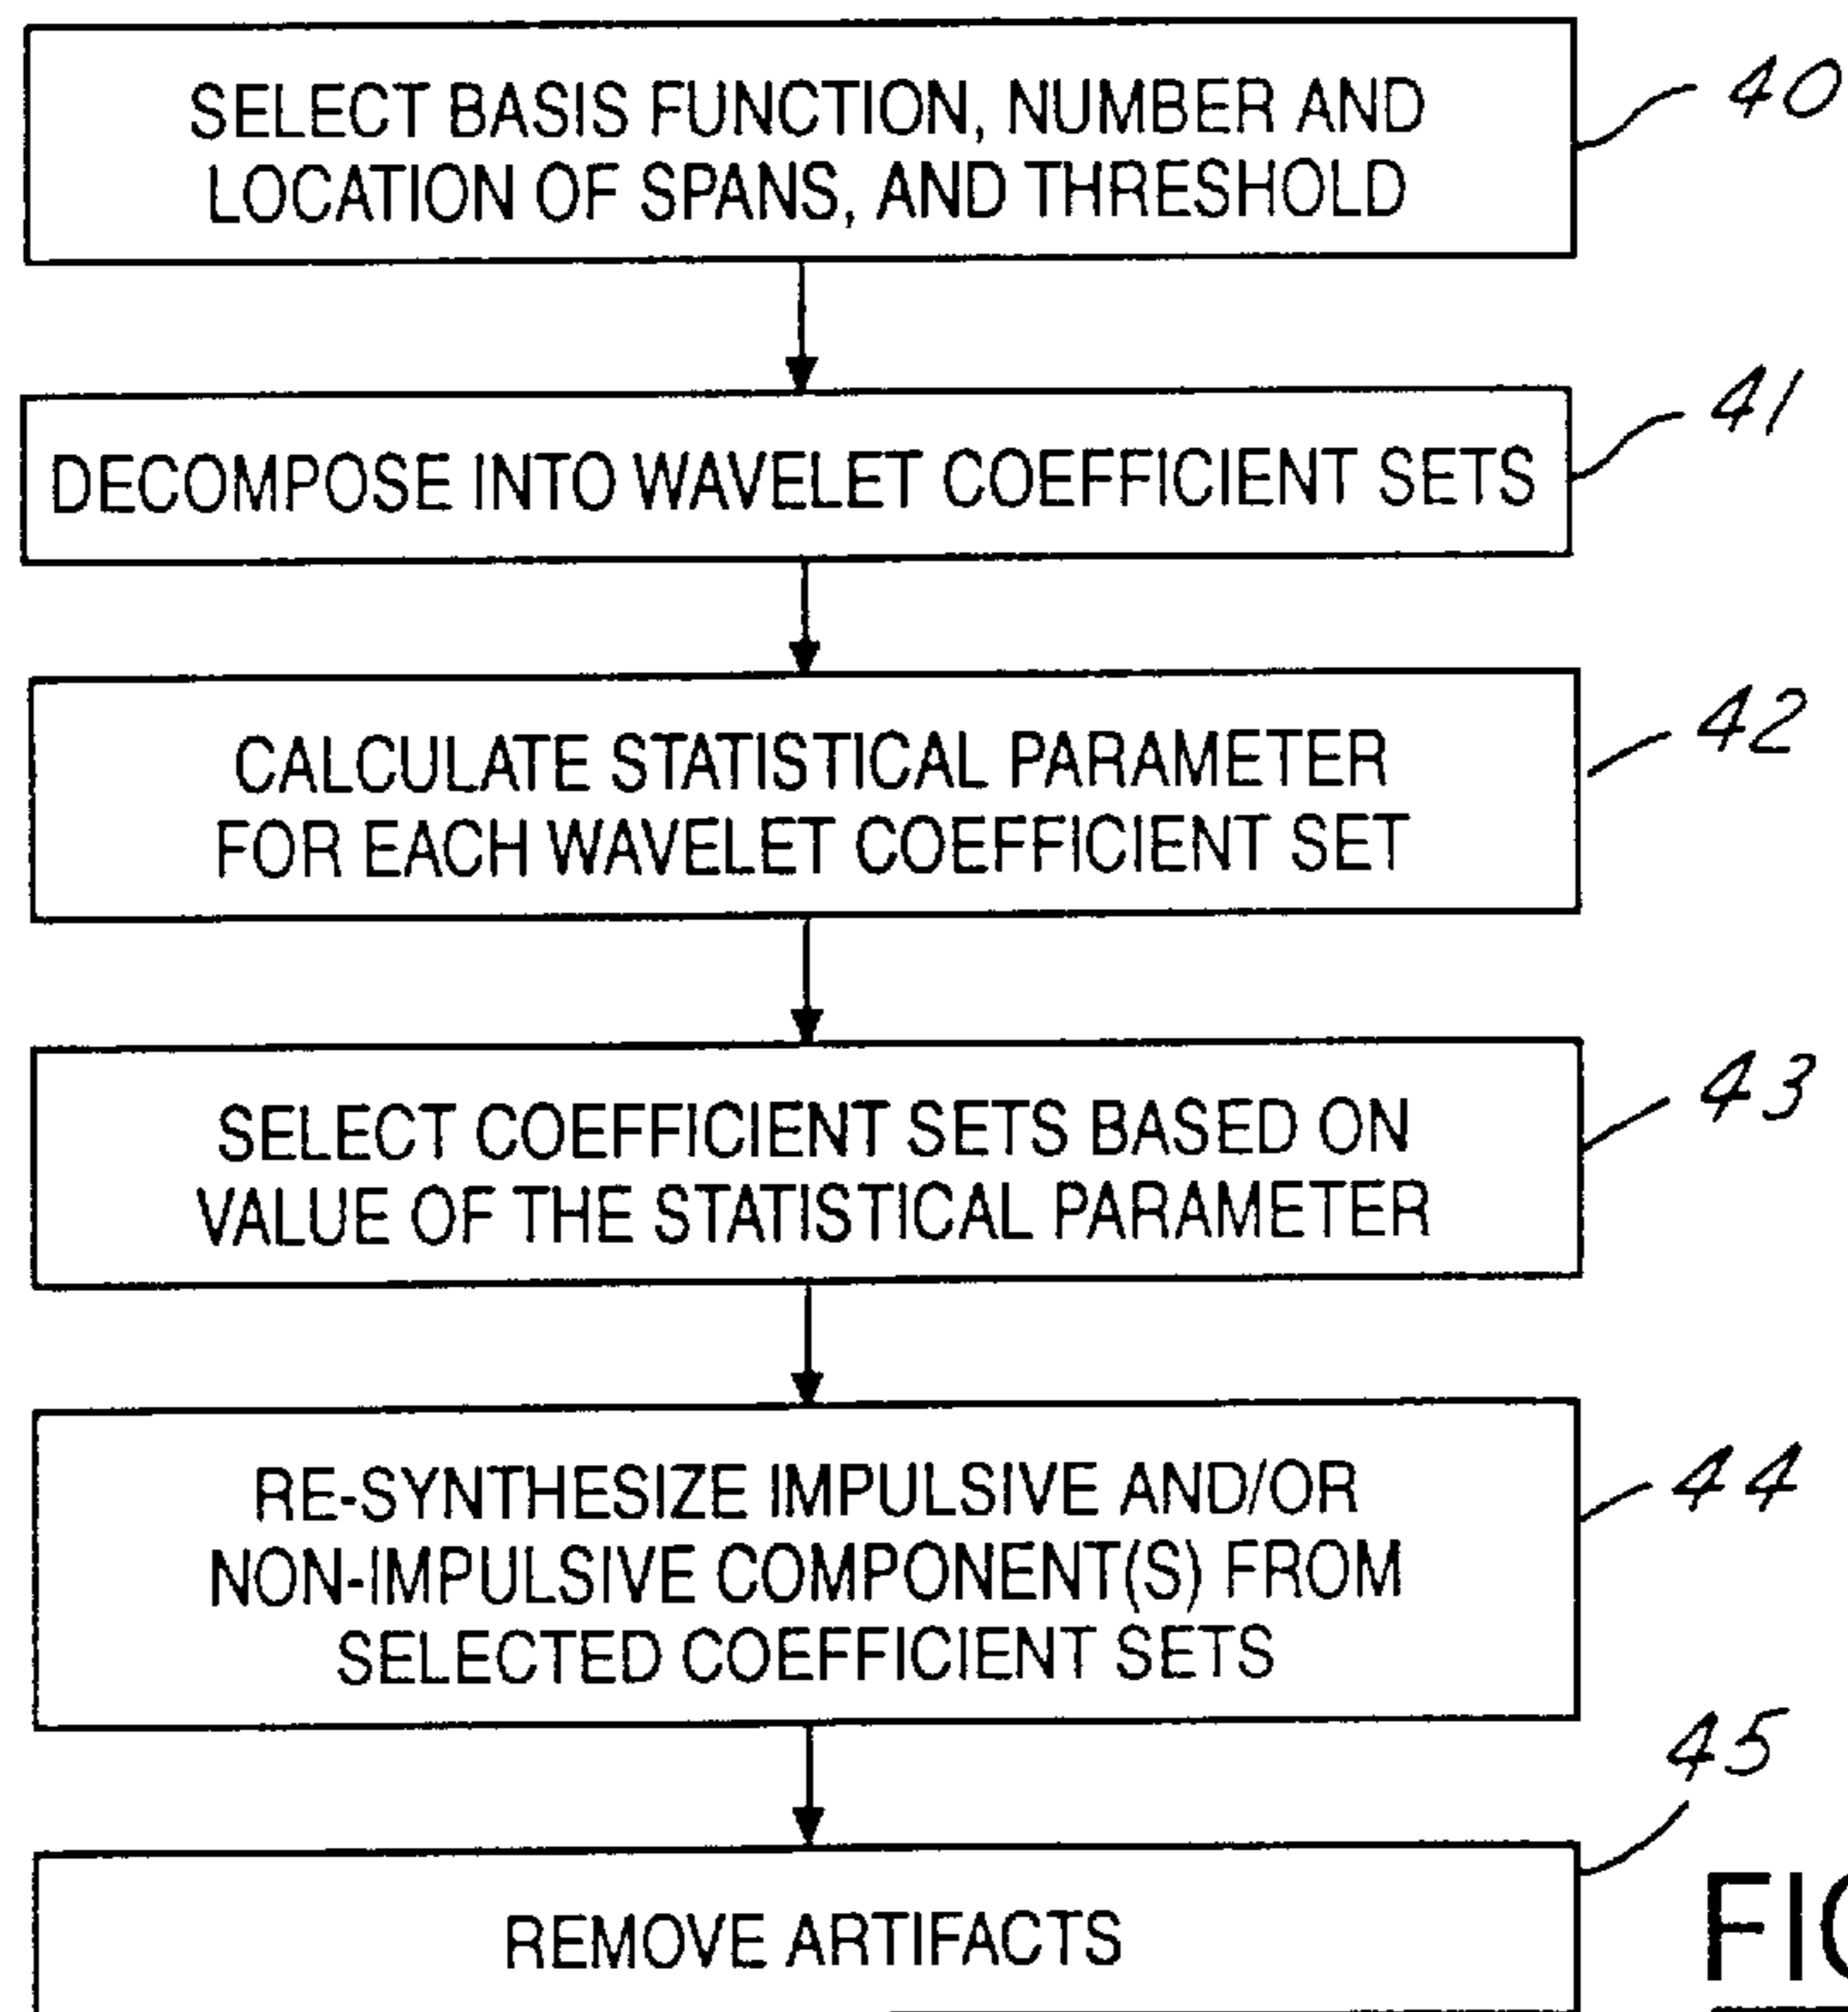 SELECT BASIS FUNCTION, NUMBER AND
LOCATION OF SPANS, AND THRESHOLD
40
DECOMPOSE INTO WAVELET COEFFICIENT SETS
41
CALCULATE STATISTICAL PARAMETER
FOR EACH WAVELET COEFFICIENT SET
42
SELECT COEFFICIENT SETS BASED ON
VALUE OF THE STATISTICAL PARAMETER
43
RE-SYNTHESIZE IMPULSIVE AND/OR
NON-IMPULSIVE COMPONENT(S) FROM
SELECTED COEFFICIENT SETS
44
REMOVE ARTIFACTS
45